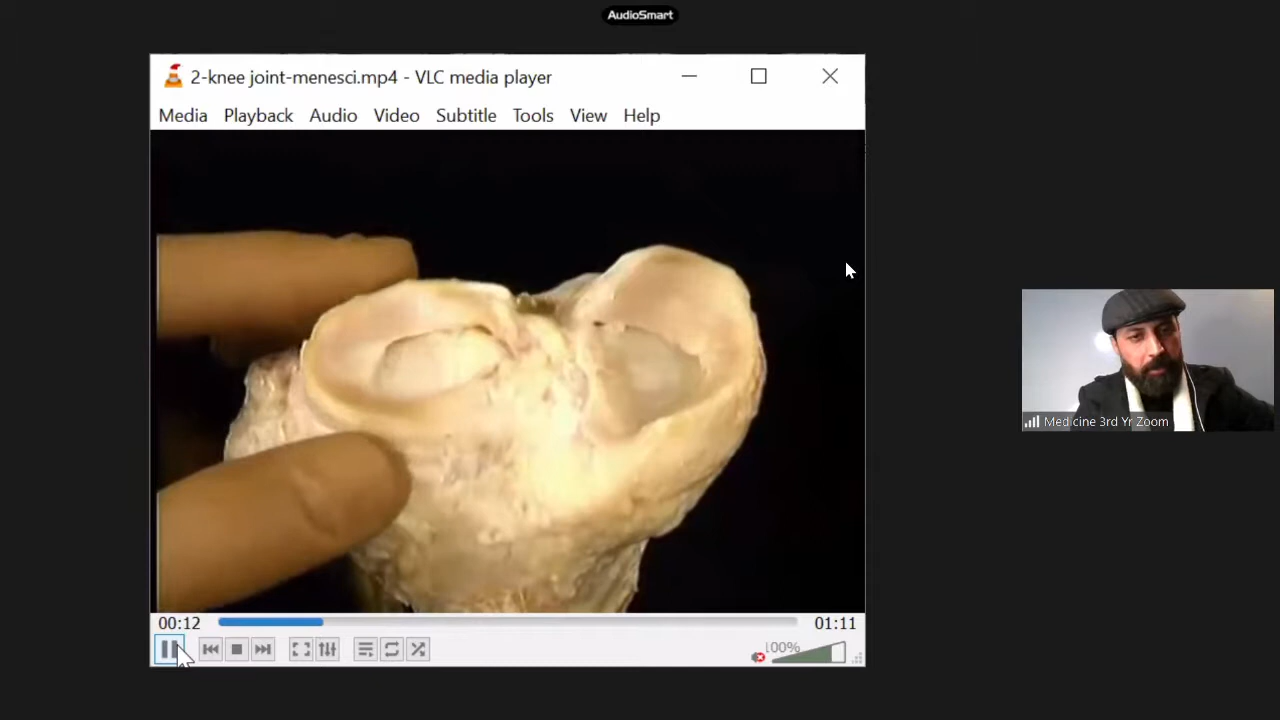 AudioSmart
2-knee joint-menesci.mp4 - VLC media player
Media Playback Audio Video Subtitle Tools View Help
Medicine 3rd Yr Zoom
00:12
01:11
100%